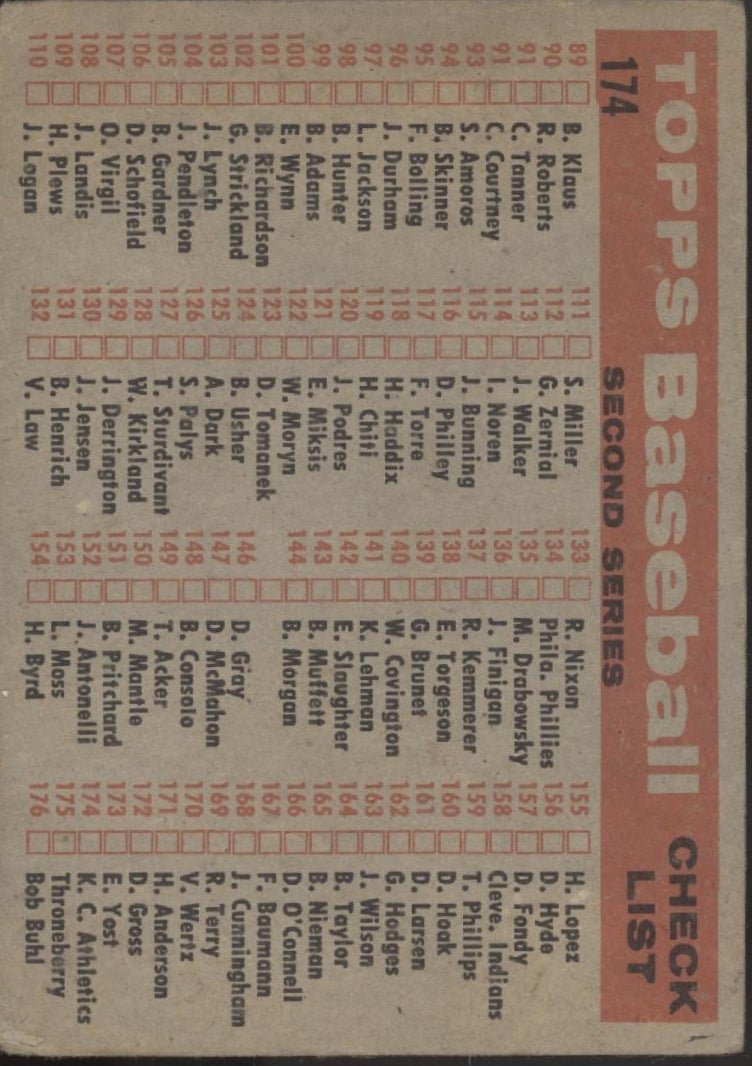 TOPPS Baseball CHECK LIST
174 SECOND SERIES
89 B. Klaus
90 R. Roberts
91 C. Tanner
91 C. Courtney
93 S. Amoros
94 B. Skinner
95 F. Bolling
96 J. Durham
97 L. Jackson
98 B. Hunter
99 B. Adams
100 E. Wynn
101 B. Richardson
102 G. Strickland
103 J. Lynch
104 J. Pendleton
105 B. Gardner
106 D. Schofield
107 O. Virgil
108 J. Landis
109 H. Plews
110 J. Logan
111 S. Miller
112 G. Zernial
113 J. Walker
114 I. Noren
115 J. Bunning
116 D. Philley
117 F. Torre
118 H. Haddix
119 H. Chiti
120 J. Podres
121 E. Miksis
122 W. Moryn
123 D. Tomanek
124 B. Usher
125 A. Dark
126 S. Palys
127 T. Sturdivant
128 W. Kirkland
129 J. Derrington
130 J. Jensen
131 B. Henrich
132 V. Law
133 R. Nixon
134 Phila. Phillies
135 M. Drabowsky
136 J. Finigan
137 R. Kemmerer
138 E. Torgeson
139 G. Brunet
140 W. Covington
141 K. Lehman
142 E. Slaughter
143 B. Muffett
144 B. Morgan
146 D. Gray
147 D. McMahon
148 B. Consolo
149 T. Acker
150 M. Mantle
151 B. Pritchard
152 J. Antonelli
153 L. Moss
154 H. Byrd
155 H. Lopez
156 D. Hyde
157 D. Fondy
158 Cleve. Indians
159 T. Phillips
160 D. Hoak
161 D. Larsen
162 G. Hodges
163 J. Wilson
164 B. Taylor
165 B. Nieman
166 D. O'Connell
167 F. Baumann
168 J. Cunningham
169 R. Terry
170 V. Wertz
171 H. Anderson
172 D. Gross
173 E. Yost
174 K. C. Athletics
175 Throneberry
176 Bob Buhl